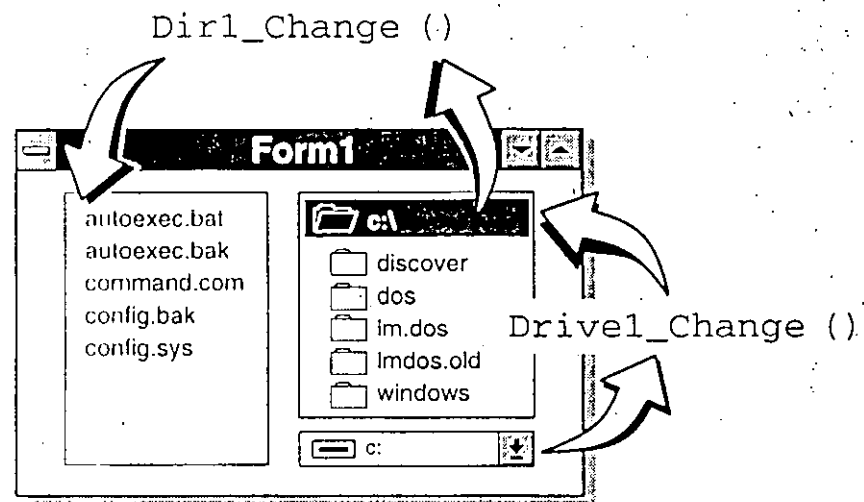 Dir1_Change ()
Form1
autoexec.bat
autoexec.bak
command.com
config.bak
config.sys
c:\
discover
dos
lm.dos
lmdos.old
windows
Drive1_Change ()
c: